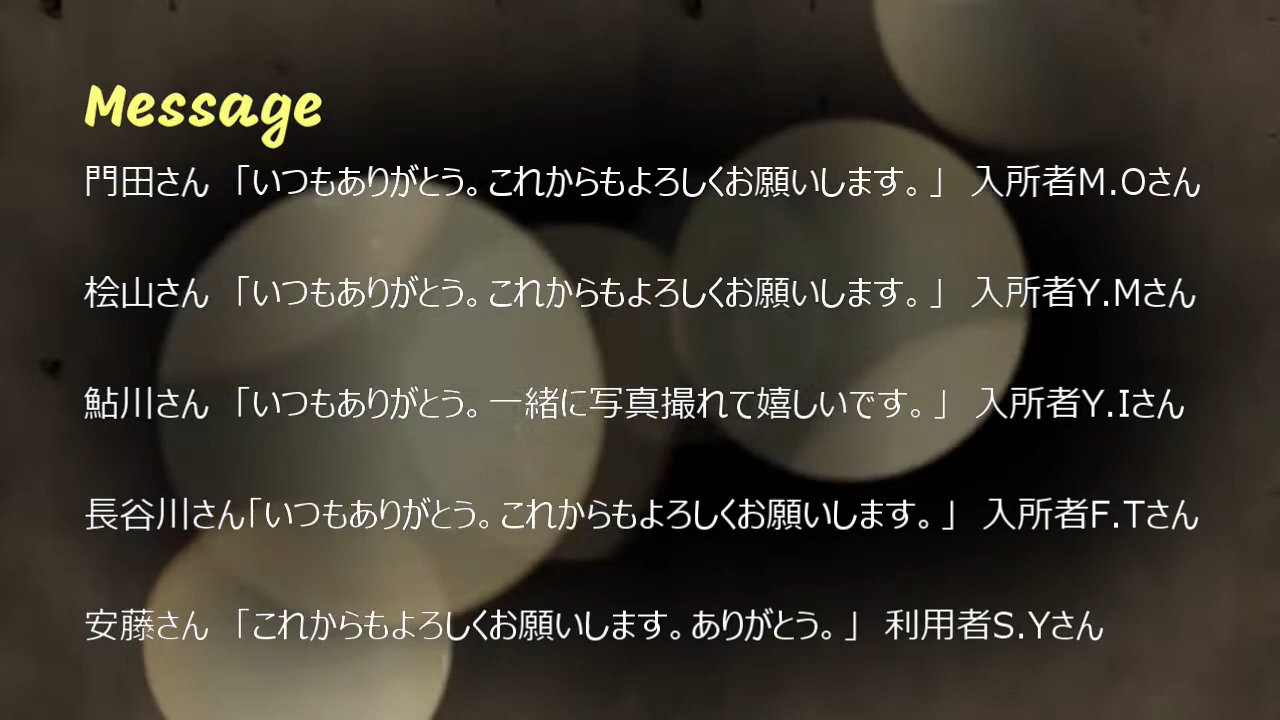 Message
門田さん 「いつもありがとう。これからもよろしくお願いします。」 入所者M.Oさん
桧山さん 「いつもありがとう。これからもよろしくお願いします。」 入所者Y.Mさん
鮎川さん 「いつもありがとう。一緒に写真撮れて嬉しいです。」 入所者Y.Iさん
長谷川さん「いつもありがとう。これからもよろしくお願いします。」 入所者F.Tさん
安藤さん 「これからもよろしくお願いします。ありがとう。」 利用者S.Yさん